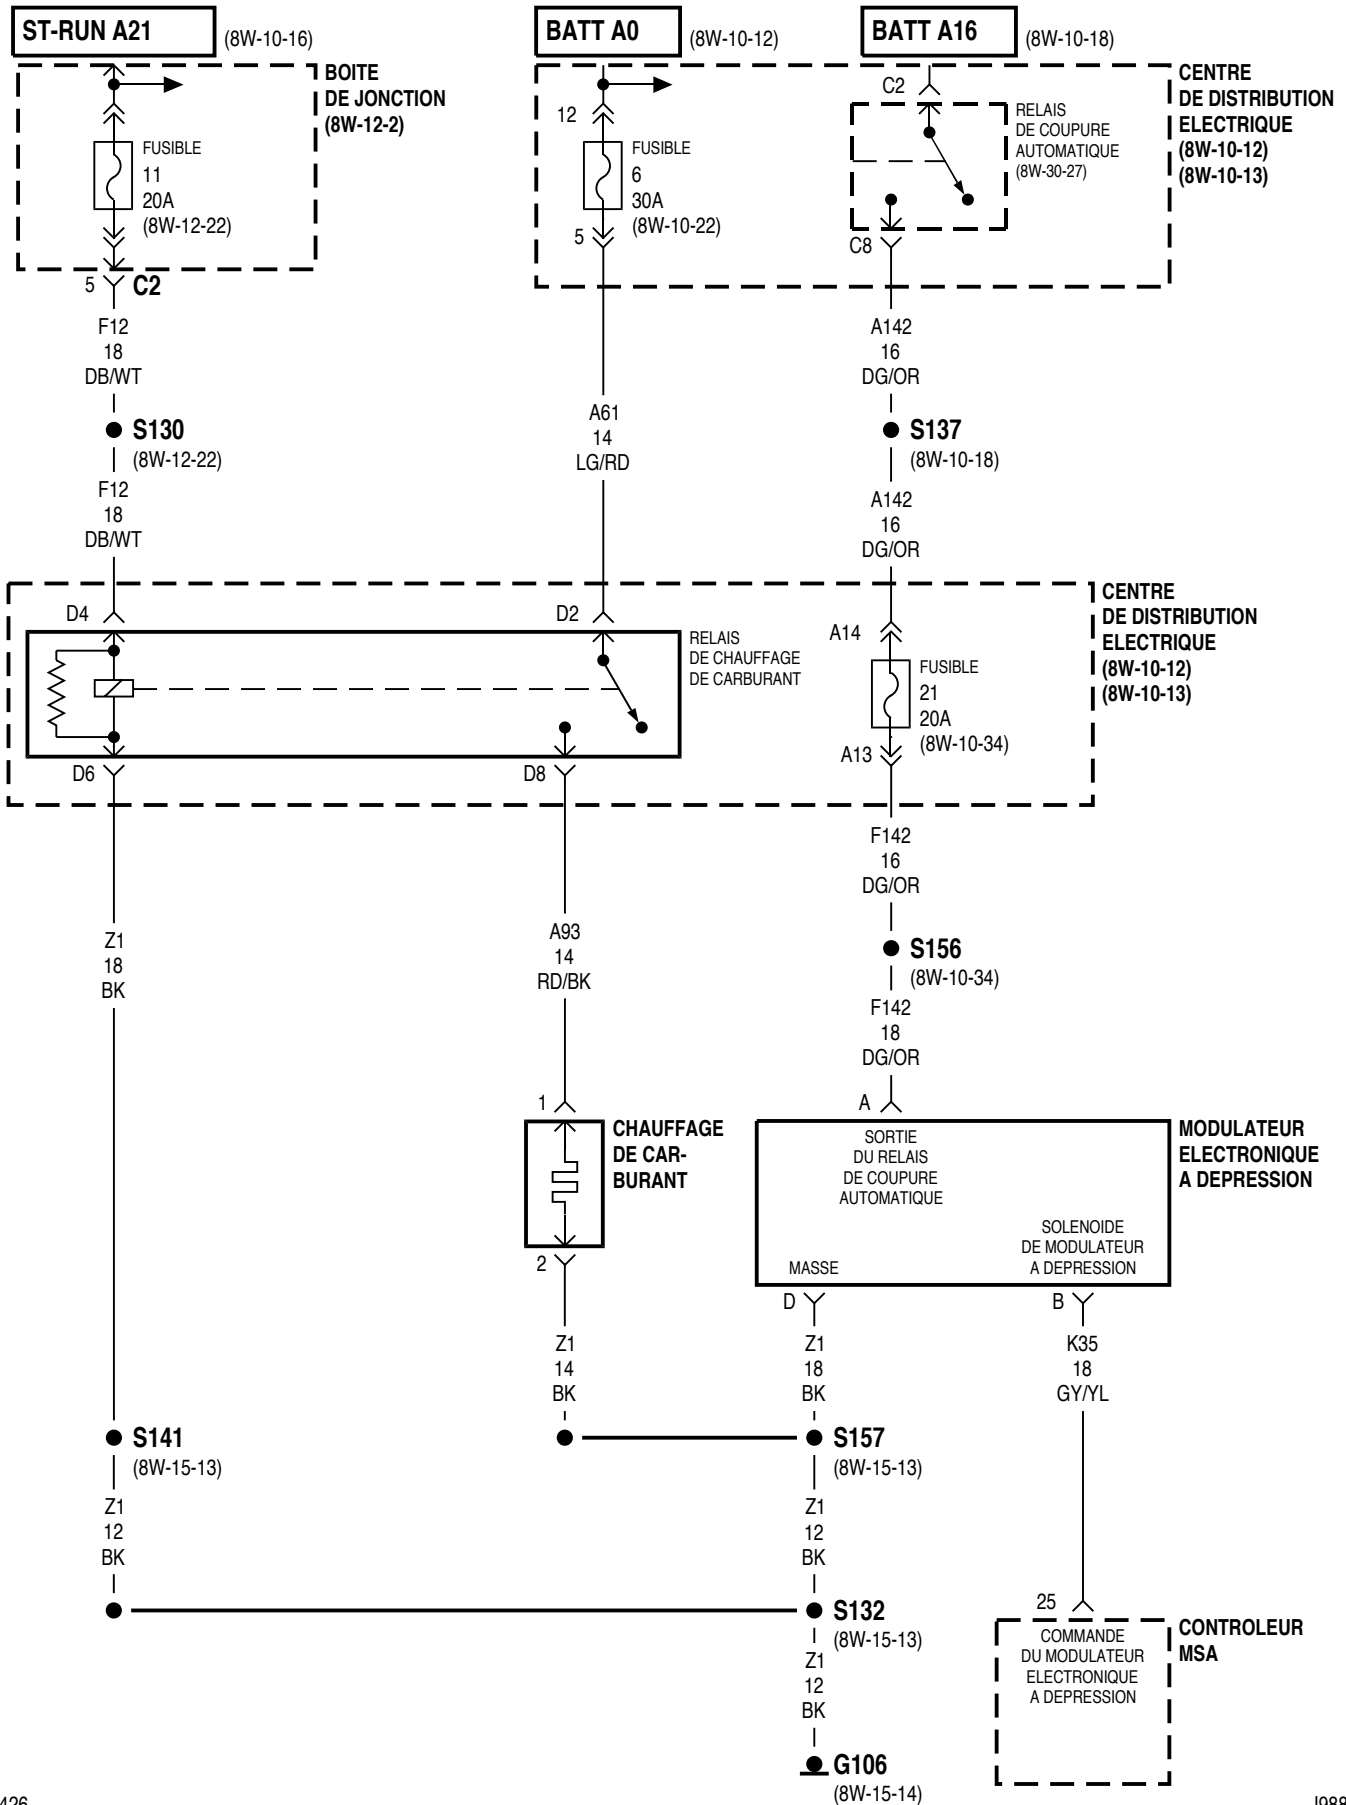 ST-RUN A21
(8W-10-16)
BATT A0
(8W-10-12)
BATT A16
(8W-10-18)
BOITE
DE JONCTION
(8W-12-2)
FUSIBLE
11
20A
(8W-12-22)
5
C2
12
FUSIBLE
6
30A
(8W-10-22)
5
C2
RELAIS
DE COUPURE
AUTOMATIQUE
(8W-30-27)
C8
CENTRE
DE DISTRIBUTION
ELECTRIQUE
(8W-10-12)
(8W-10-13)
F12
18
DB/WT
S130
(8W-12-22)
F12
18
DB/WT
A61
14
LG/RD
A142
16
DG/OR
S137
(8W-10-18)
A142
16
DG/OR
D4
D2
RELAIS
DE CHAUFFAGE
DE CARBURANT
D6
D8
A14
FUSIBLE
21
20A
(8W-10-34)
A13
CENTRE
DE DISTRIBUTION
ELECTRIQUE
(8W-10-12)
(8W-10-13)
Z1
18
BK
A93
14
RD/BK
F142
16
DG/OR
S156
(8W-10-34)
F142
18
DG/OR
1
CHAUFFAGE
DE CAR-
BURANT
2
A
SORTIE
DU RELAIS
DE COUPURE
AUTOMATIQUE
MASSE
SOLENOIDE
DE MODULATEUR
A DEPRESSION
MODULATEUR
ELECTRONIQUE
A DEPRESSION
D
B
Z1
14
BK
Z1
18
BK
K35
18
GY/YL
S141
(8W-15-13)
S157
(8W-15-13)
Z1
12
BK
Z1
12
BK
S132
(8W-15-13)
25
COMMANDE
DU MODULATEUR
ELECTRONIQUE
A DEPRESSION
CONTROLEUR
MSA
Z1
12
BK
G106
(8W-15-14)